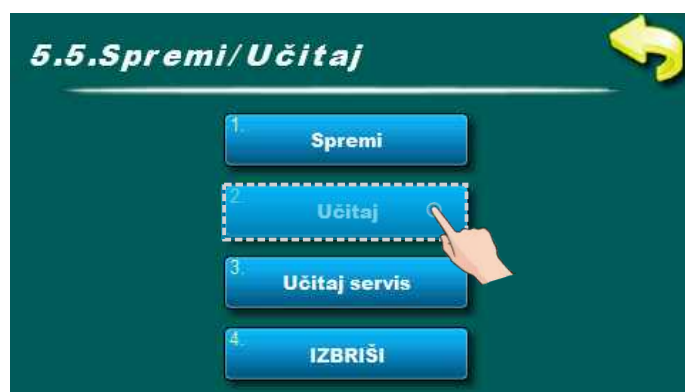 5.5.Spremi/Učitaj
1.
Spremi
2.
Učitaj
3.
Učitaj servis
4.
IZBRIŠI